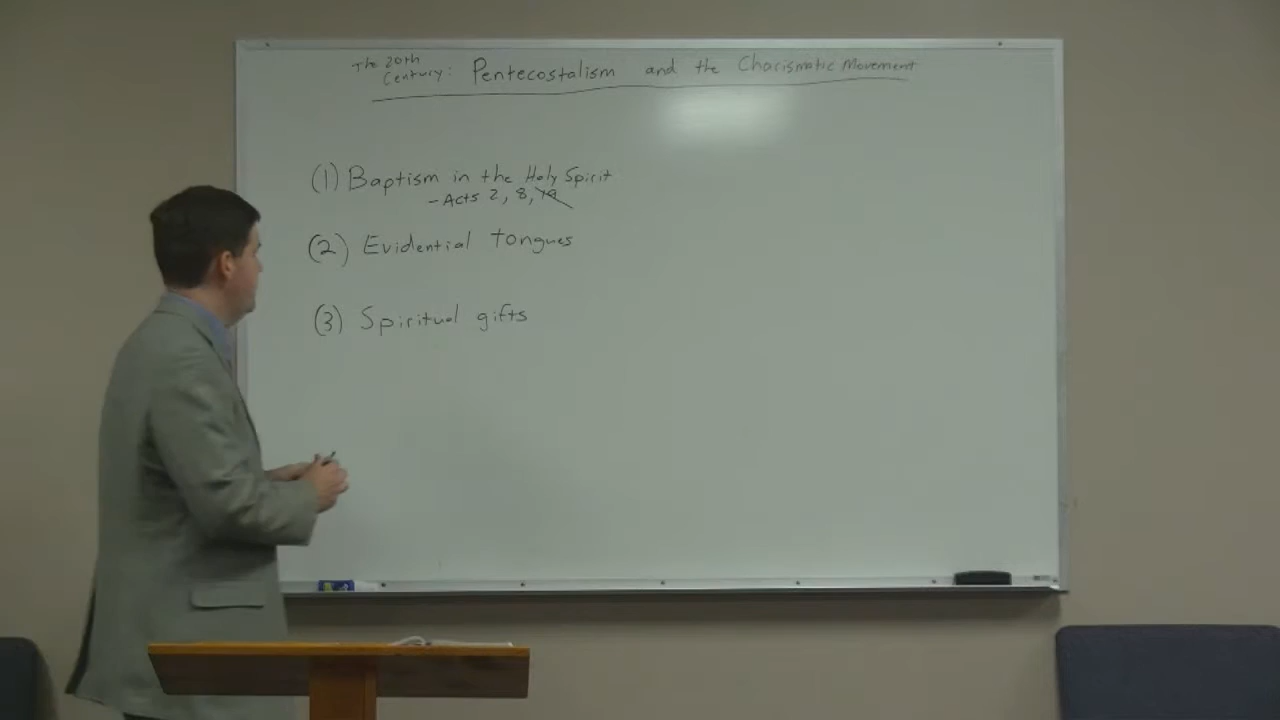 The 20th
Century: Pentecostalism and the Charismatic Movement
(1) Baptism in the Holy Spirit
- Acts 2, 8,
(2) Evidential tongues
(3) Spiritual gifts